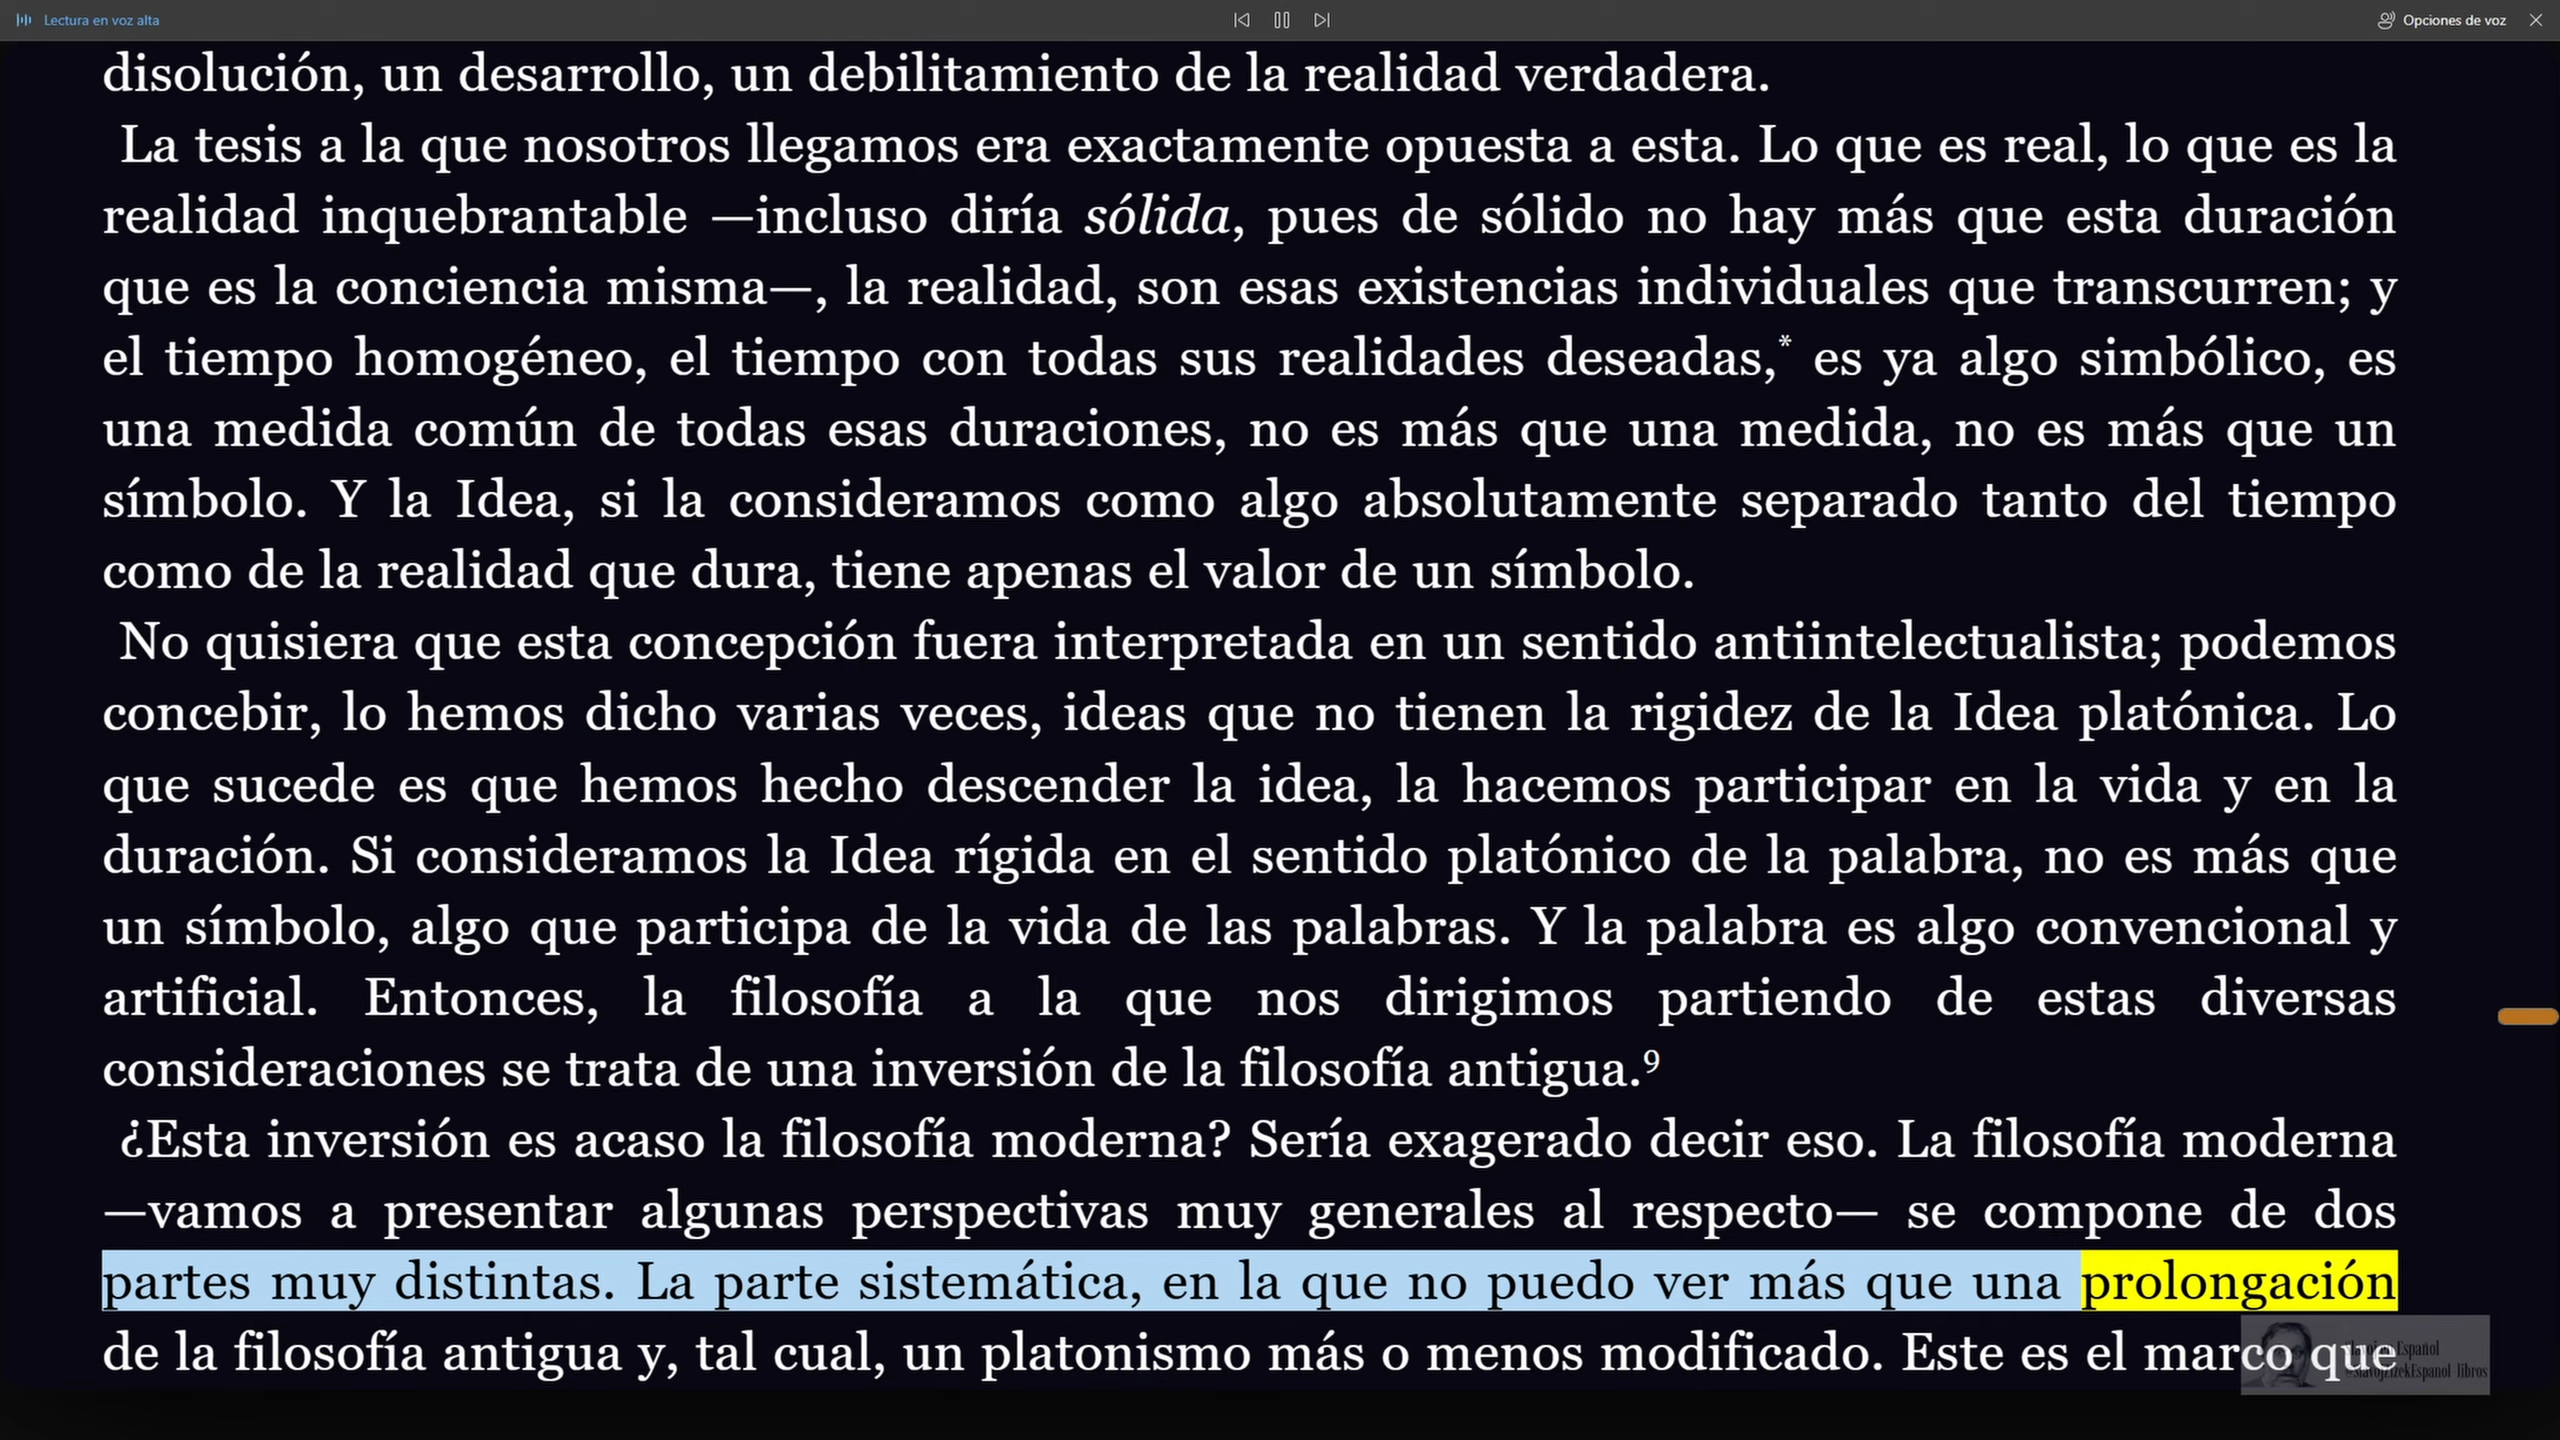 Lectura en voz alta
Opciones de voz
disolución, un desarrollo, un debilitamiento de la realidad verdadera.
La tesis a la que nosotros llegamos era exactamente opuesta a esta. Lo que es real, lo que es la
realidad inquebrantable —incluso diría sólida, pues de sólido no hay más que esta duración
que es la conciencia misma—, la realidad, son esas existencias individuales que transcurren; y
el tiempo homogéneo, el tiempo con todas sus realidades deseadas,* es ya algo simbólico, es
una medida común de todas esas duraciones, no es más que una medida, no es más que un
símbolo. Y la Idea, si la consideramos como algo absolutamente separado tanto del tiempo
como de la realidad que dura, tiene apenas el valor de un símbolo.
No quisiera que esta concepción fuera interpretada en un sentido antiintelectualista; podemos
concebir, lo hemos dicho varias veces, ideas que no tienen la rigidez de la Idea platónica. Lo
que sucede es que hemos hecho descender la idea, la hacemos participar en la vida y en la
duración. Si consideramos la Idea rígida en el sentido platónico de la palabra, no es más que
un símbolo, algo que participa de la vida de las palabras. Y la palabra es algo convencional y
artificial. Entonces, la filosofía a la que nos dirigimos partiendo de estas diversas
consideraciones se trata de una inversión de la filosofía antigua.9
¿Esta inversión es acaso la filosofía moderna? Sería exagerado decir eso. La filosofía moderna
—vamos a presentar algunas perspectivas muy generales al respecto— se compone de dos
partes muy distintas. La parte sistemática, en la que no puedo ver más que una prolongación
de la filosofía antigua y, tal cual, un platonismo más o menos modificado. Este es el marco que
Español